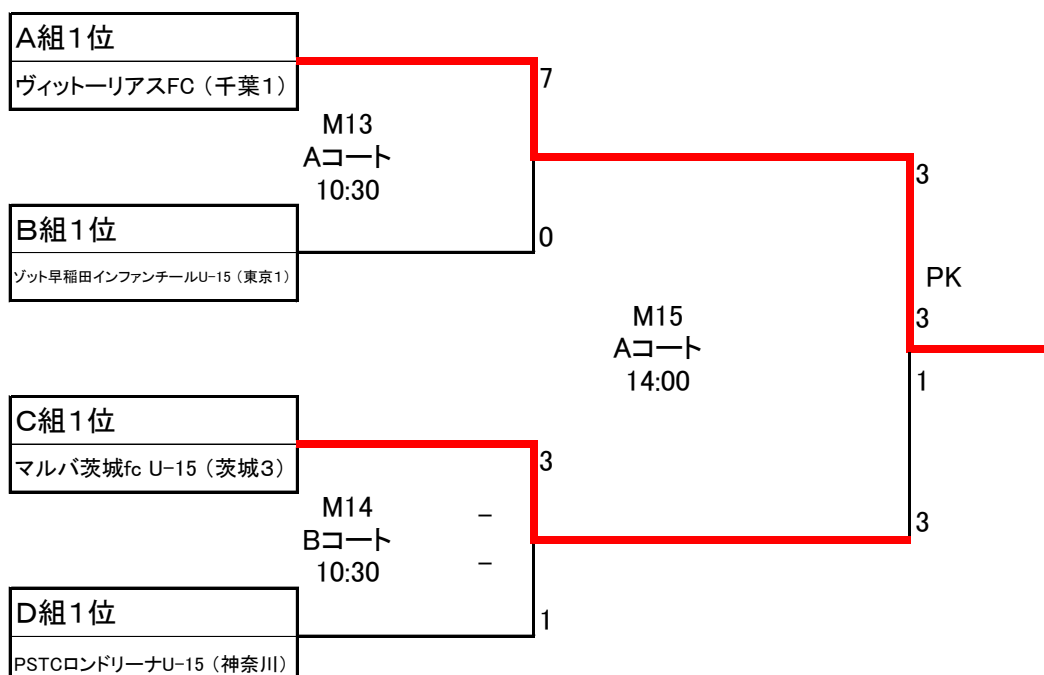 A組1位
ヴィットーリアスFC（千葉1）
7
M13
Aコート
10:30
3
B組1位
0
ゾット早稲田インファンチールU-15（東京1）
PK
M15
3
Aコート
14:00
1
C組1位
マルバ茨城fc U-15（茨城3）
3
M14
－
Bコート
3
10:30
－
D組1位
1
PSTCロンドリーナU-15（神奈川）